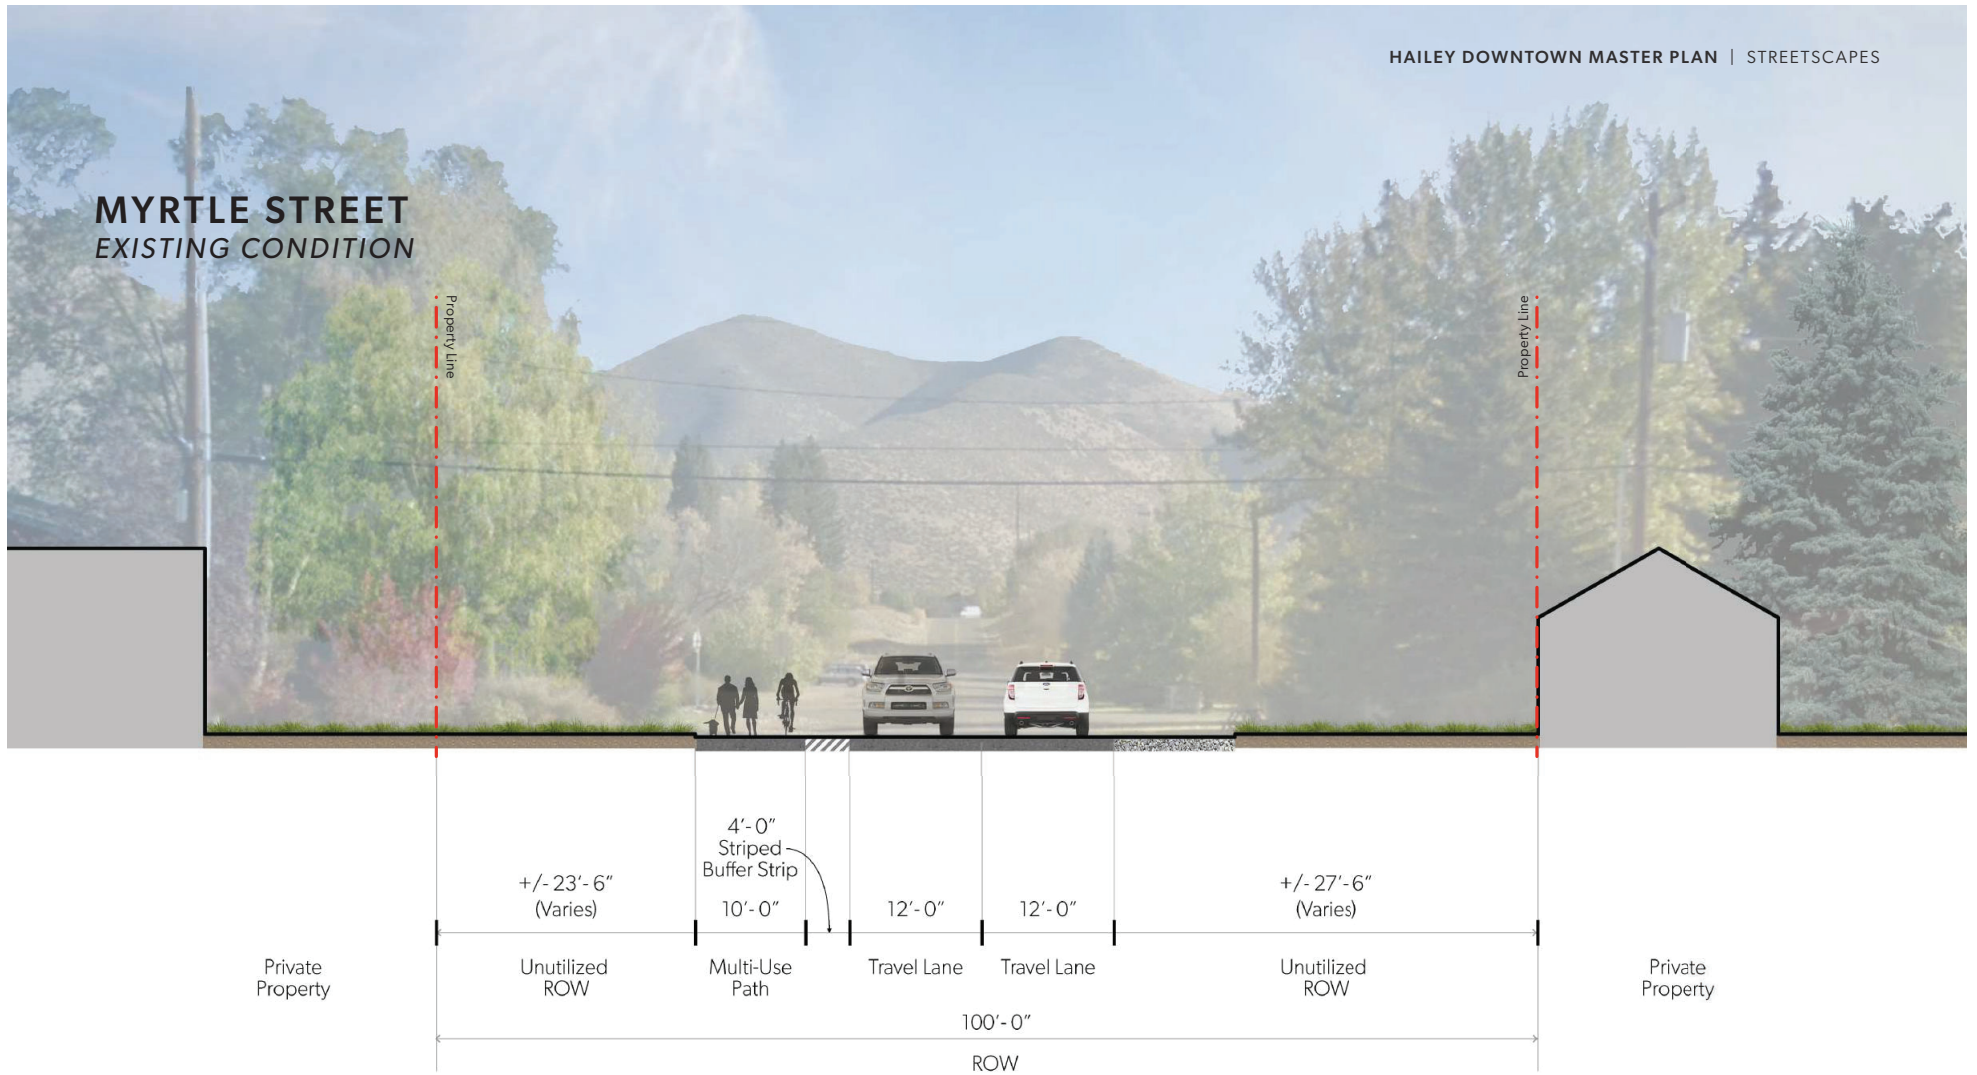 HAILEY DOWNTOWN MASTER PLAN | STREETSCAPES
MYRTLE STREET
EXISTING CONDITION
Property Line
Property Line
4'-0"
Striped
Buffer Strip
+/- 23'-6"
(Varies)
10'-0"
12'-0"
12'-0"
+/- 27'-6"
(Varies)
Private
Property
Unutilized
ROW
Multi-Use
Path
Travel Lane
Travel Lane
Unutilized
ROW
Private
Property
100'-0"
ROW